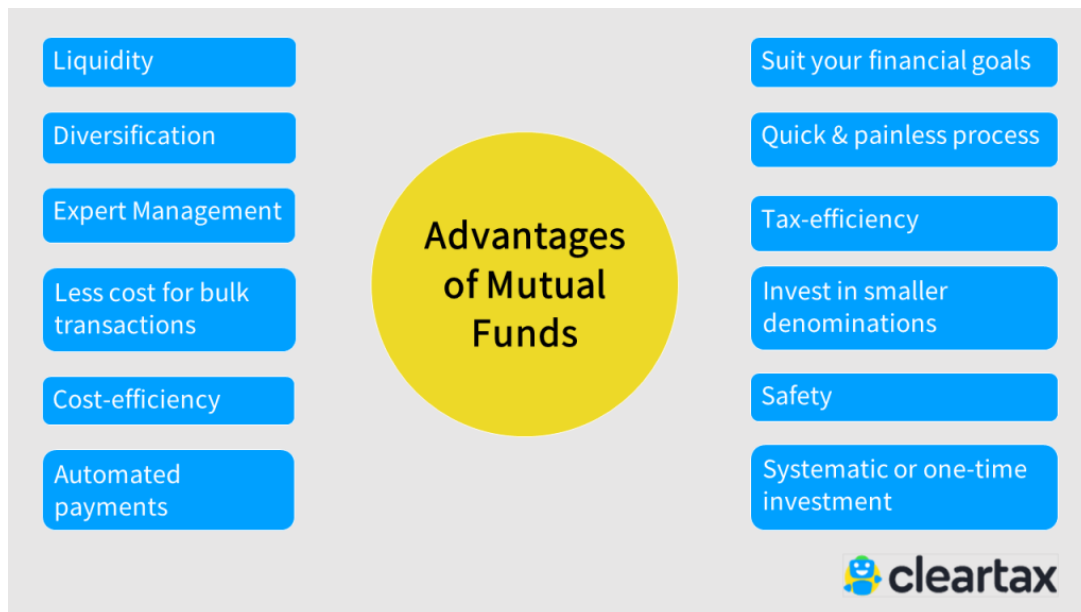 Liquidity
Diversification
Expert Management
Less cost for bulk
transactions
Cost-efficiency
Automated
payments
Advantages
of Mutual
Funds
Suit your financial goals
Quick & painless process
Tax-efficiency
Invest in smaller
denominations
Safety
Systematic or one-time
investment
cleartax